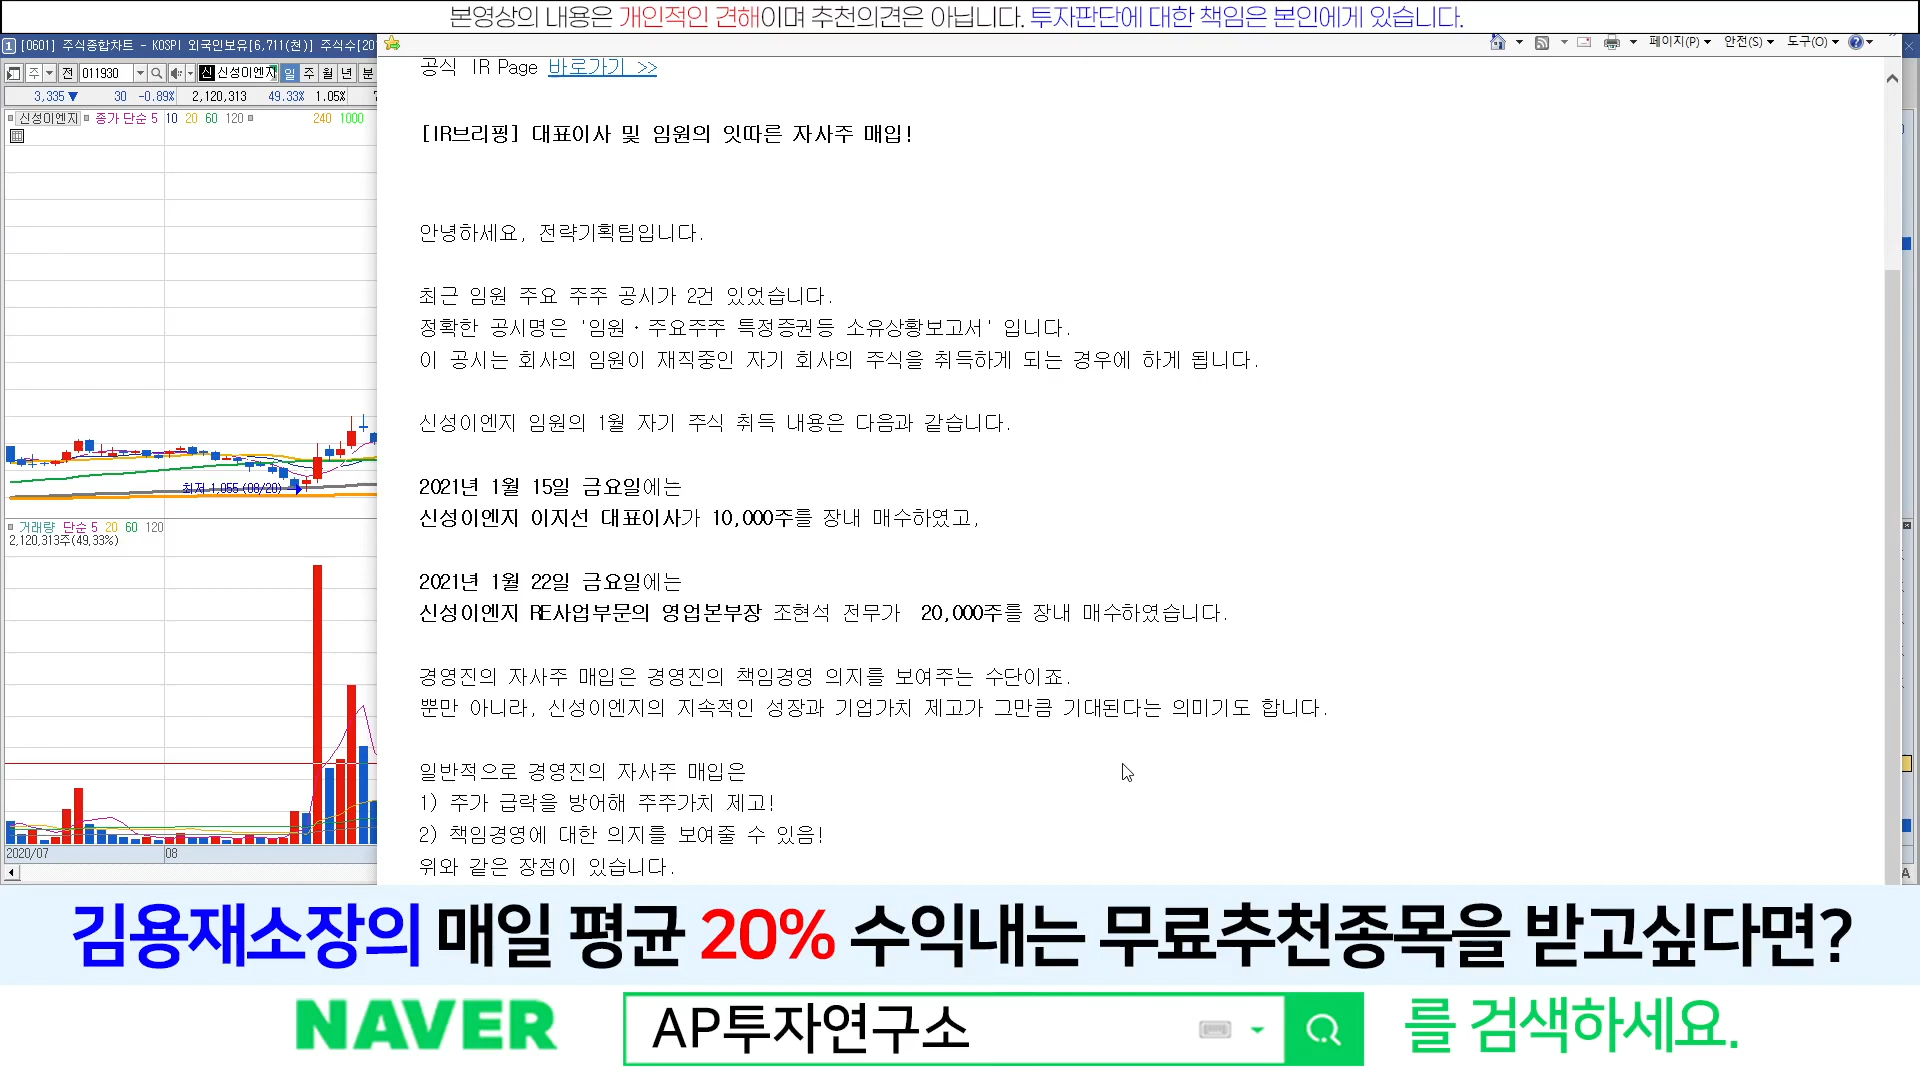 본영상의 내용은 개인적인 견해이며 추천의견은 아닙니다. 투자판단에 대한 책임은 본인에게 있습니다.
1 [0601] 주식종합차트 - KOSPI 외국인보유[6,711(천)] 주식수[20
페이지(P) 안전(S) 도구(O)
주 전 011930 신 신성이엔지 일 주 월 년 분
3,335 ▼ 30 -0.89% 2,120,313 49.33% 1.05%
신성이엔지 종가 단순 5 10 20 60 120 240 1000
공식 IR Page 바로가기 >>
[IR브리핑] 대표이사 및 임원의 잇따른 자사주 매입!
안녕하세요, 전략기획팀입니다.
최근 임원 주요 주주 공시가 2건 있었습니다.
정확한 공시명은 '임원ㆍ주요주주 특정증권등 소유상황보고서' 입니다.
이 공시는 회사의 임원이 재직중인 자기 회사의 주식을 취득하게 되는 경우에 하게 됩니다.
신성이엔지 임원의 1월 자기 주식 취득 내용은 다음과 같습니다.
2021년 1월 15일 금요일에는
신성이엔지 이지선 대표이사가 10,000주를 장내 매수하였고,
2021년 1월 22일 금요일에는
신성이엔지 RE사업부문의 영업본부장 조현석 전무가 20,000주를 장내 매수하였습니다.
경영진의 자사주 매입은 경영진의 책임경영 의지를 보여주는 수단이죠.
뿐만 아니라, 신성이엔지의 지속적인 성장과 기업가치 제고가 그만큼 기대된다는 의미기도 합니다.
일반적으로 경영진의 자사주 매입은
1) 주가 급락을 방어해 주주가치 제고!
2) 책임경영에 대한 의지를 보여줄 수 있음!
위와 같은 장점이 있습니다.
최저 1,055 (08/20)
거래량 단순 5 20 60 120
2,120,313주(49.33%)
2020/07 08
A
김용재소장의 매일 평균 20% 수익내는 무료추천종목을 받고싶다면?
NAVER AP투자연구소 를 검색하세요.